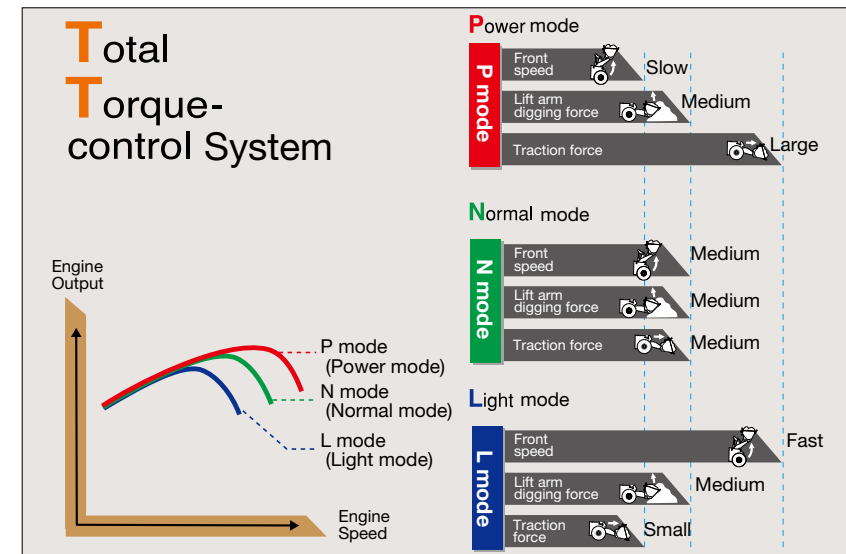 Total
Torque-
control System
Engine
Output
P mode
(Power mode)
N mode
(Normal mode)
L mode
(Light mode)
Engine
Speed
Power mode
P mode
Front
speed
Slow
Lift arm
digging force
Medium
Traction force
Large
Normal mode
N mode
Front
speed
Medium
Lift arm
digging force
Medium
Traction force
Medium
Light mode
L mode
Front
speed
Fast
Lift arm
digging force
Medium
Traction
force
Small